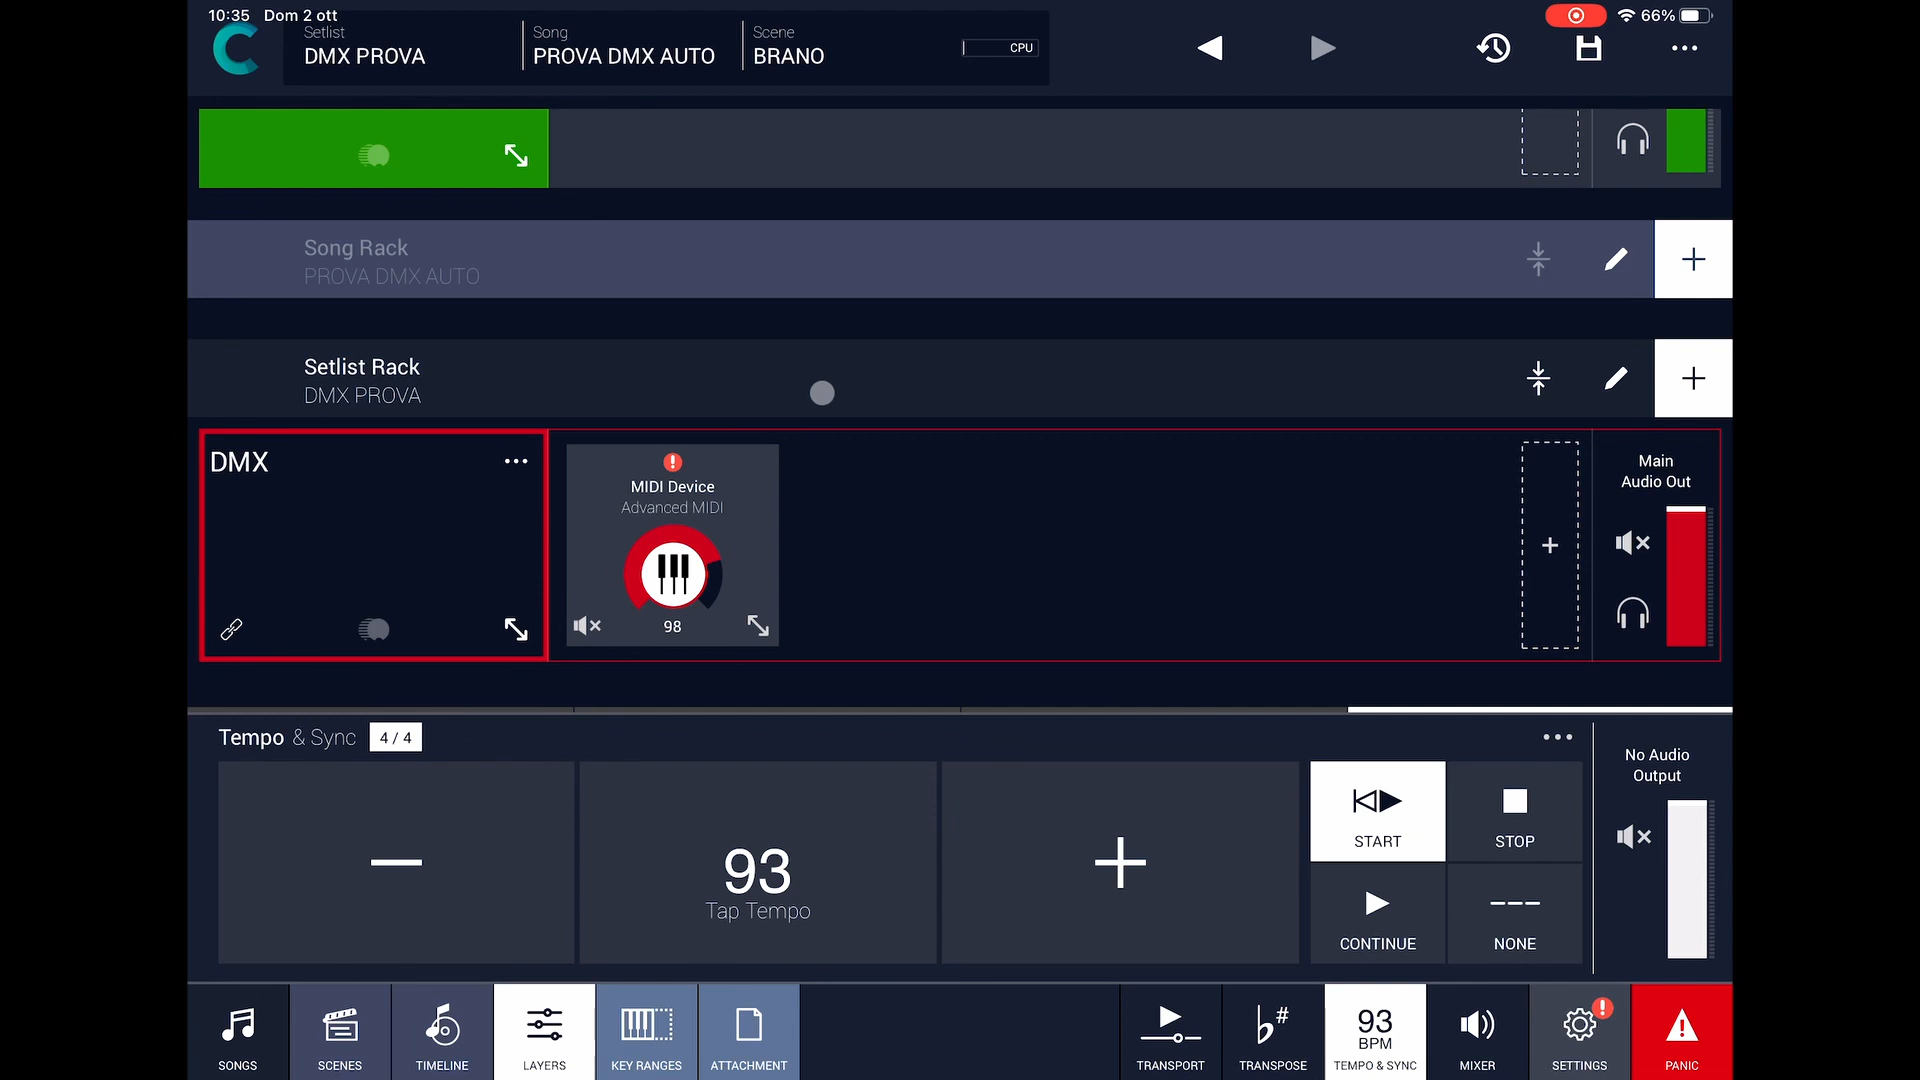 10:35 Dom 2 ott
66%
Setlist
DMX PROVA
Song
PROVA DMX AUTO
Scene
BRANO
CPU
Song Rack
PROVA DMX AUTO
Setlist Rack
DMX PROVA
DMX
MIDI Device
Advanced MIDI
98
Main
Audio Out
Tempo & Sync 4 / 4
93
Tap Tempo
START
STOP
CONTINUE
NONE
No Audio
Output
SONGS
SCENES
TIMELINE
LAYERS
KEY RANGES
ATTACHMENT
TRANSPORT
TRANSPOSE
93
BPM
TEMPO & SYNC
MIXER
SETTINGS
PANIC